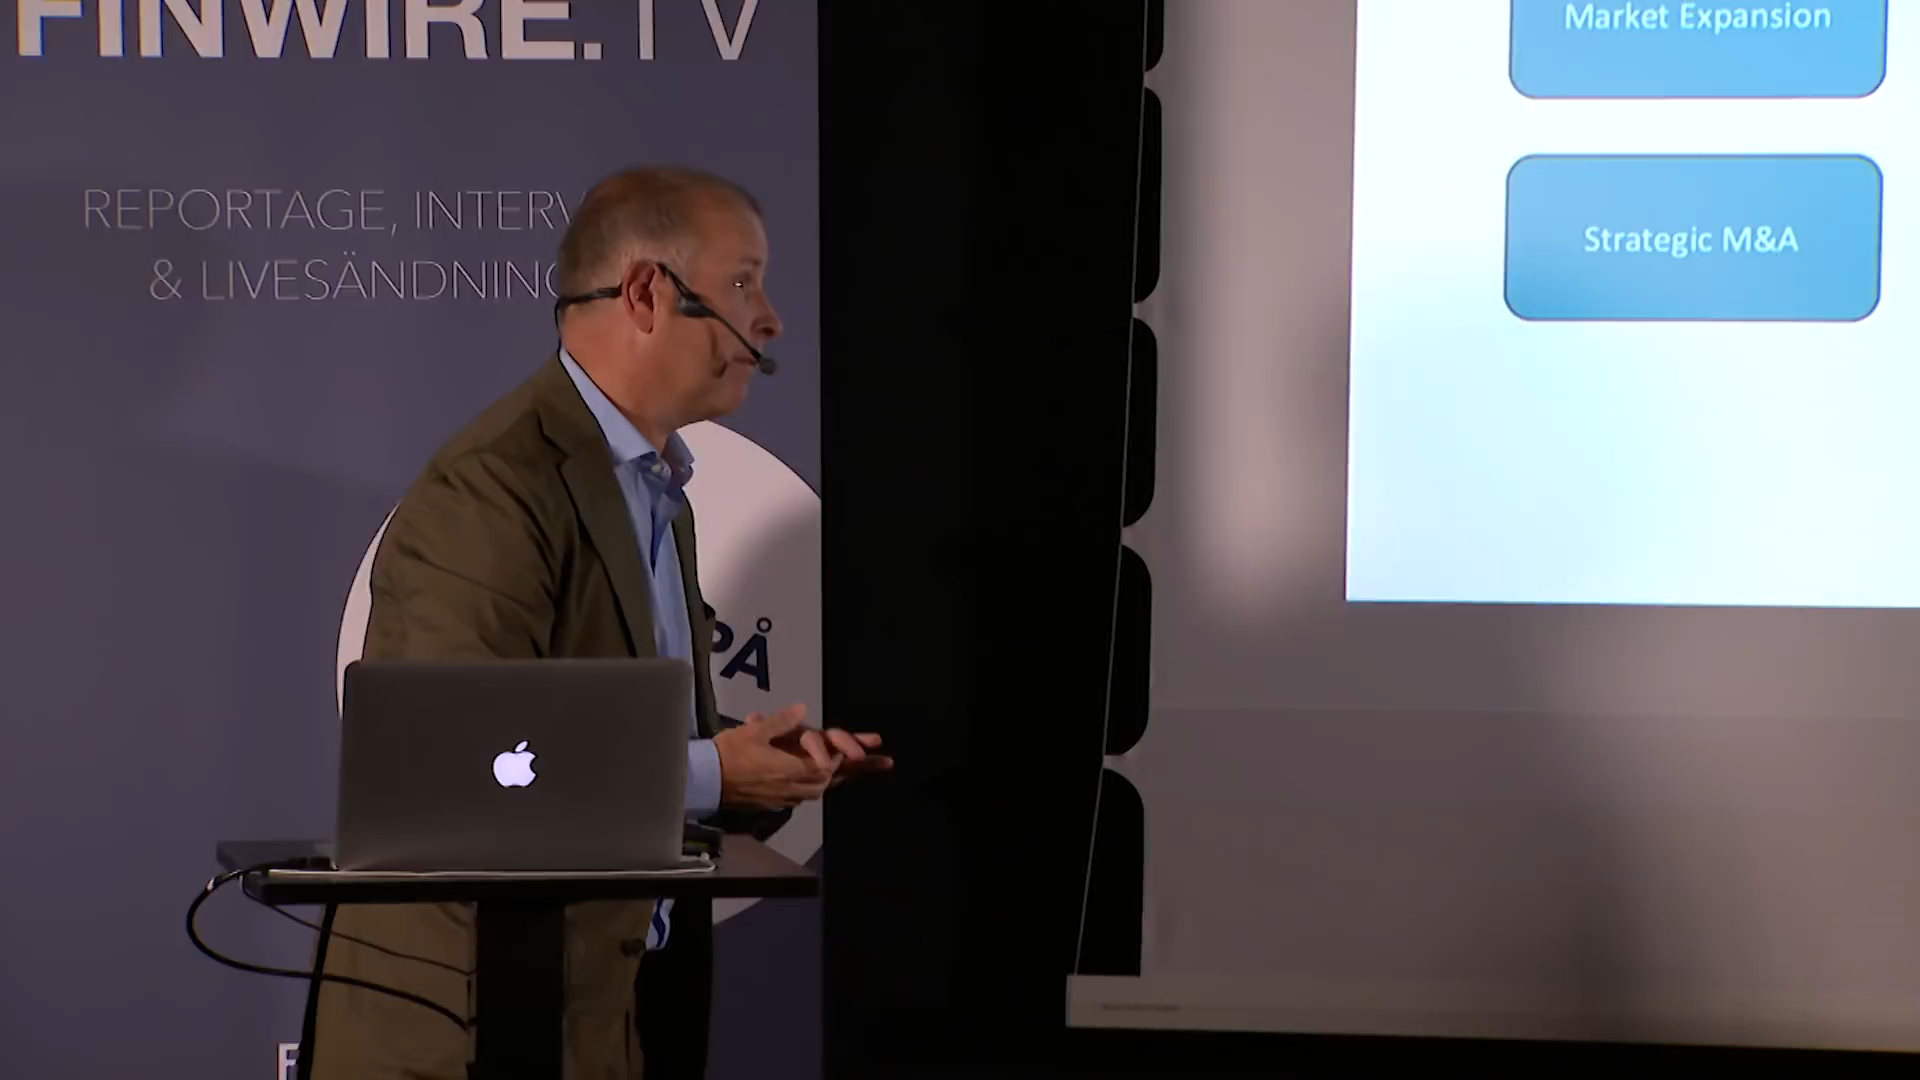 FINWIRE.TV
REPORTAGE, INTERV
& LIVESÄNDNING
PÅ
Market Expansion
Strategic M&A